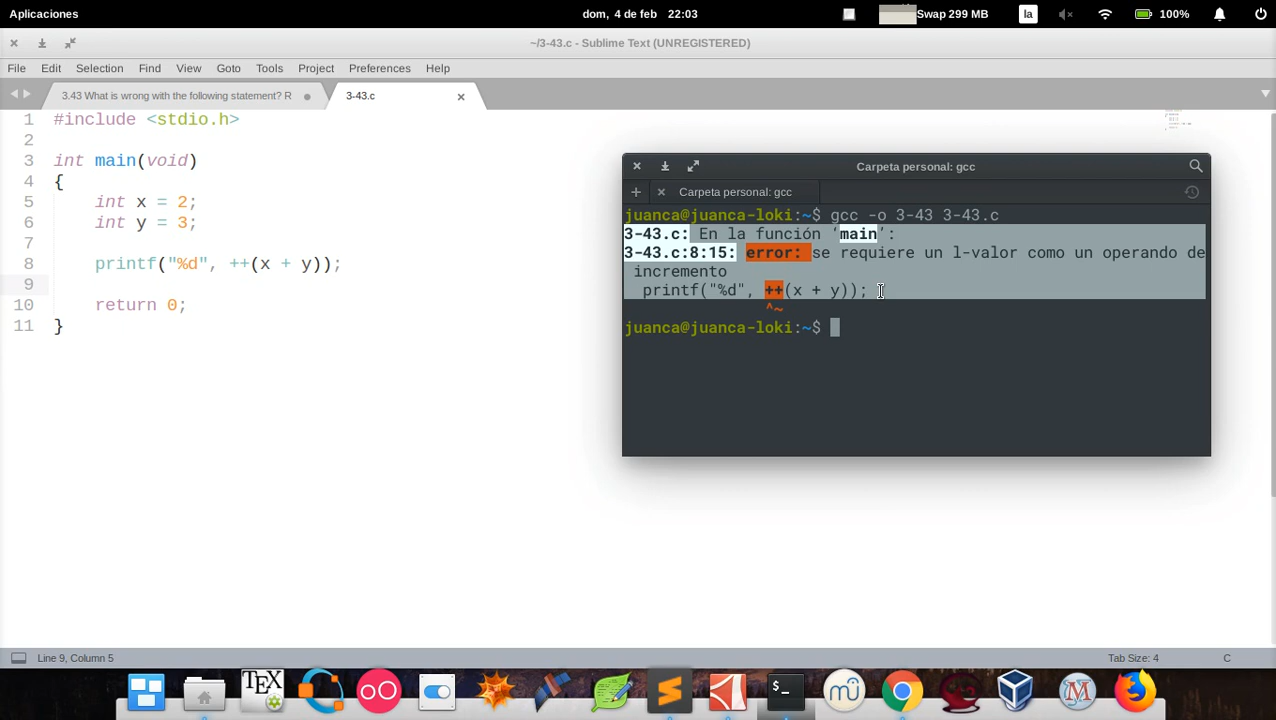 Aplicaciones
dom, 4 de feb 22:03
Swap 299 MB
la
100%
~/3-43.c - Sublime Text (UNREGISTERED)
File Edit Selection Find View Goto Tools Project Preferences Help
3.43 What is wrong with the following statement? R
3-43.c
1 #include <stdio.h>
2
3 int main(void)
4 {
5 int x = 2;
6 int y = 3;
7
8 printf("%d", ++(x + y));
9
10 return 0;
11 }
Carpeta personal: gcc
Carpeta personal: gcc
juanca@juanca-loki:~$ gcc -o 3-43 3-43.c
3-43.c: En la función ‘main’:
3-43.c:8:15: error: se requiere un l-valor como un operando de
incremento
printf("%d", ++(x + y));
^~
juanca@juanca-loki:~$
Line 9, Column 5
Tab Size: 4
C
TEX
>_